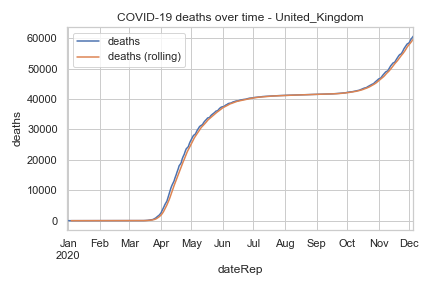 COVID-19 deaths over time - United_Kingdom
deaths
deaths (rolling)
60000
50000
40000
30000
20000
10000
0
deaths
Jan Feb Mar Apr May Jun Jul Aug Sep Oct Nov Dec
2020
dateRep